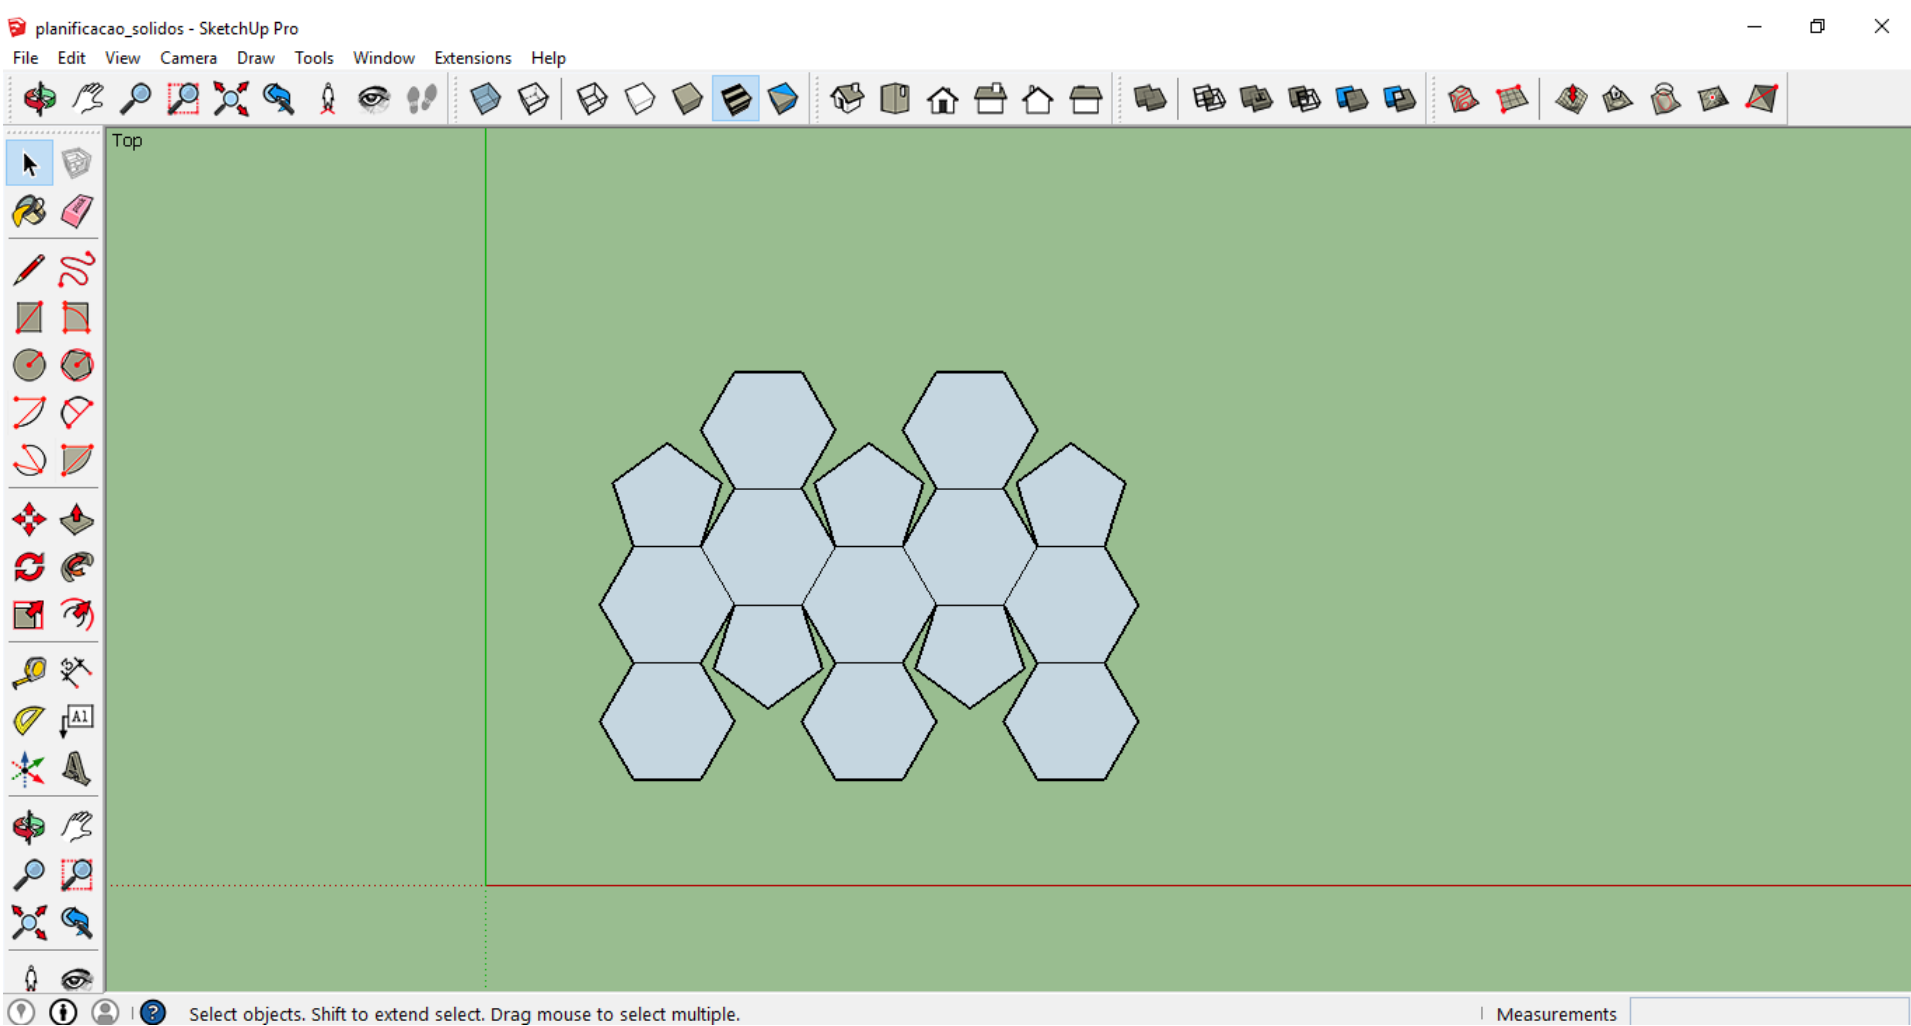 planificacao_solidos - SketchUp Pro
File Edit View Camera Draw Tools Window Extensions Help
Top
A1
Select objects. Shift to extend select. Drag mouse to select multiple.
Measurements